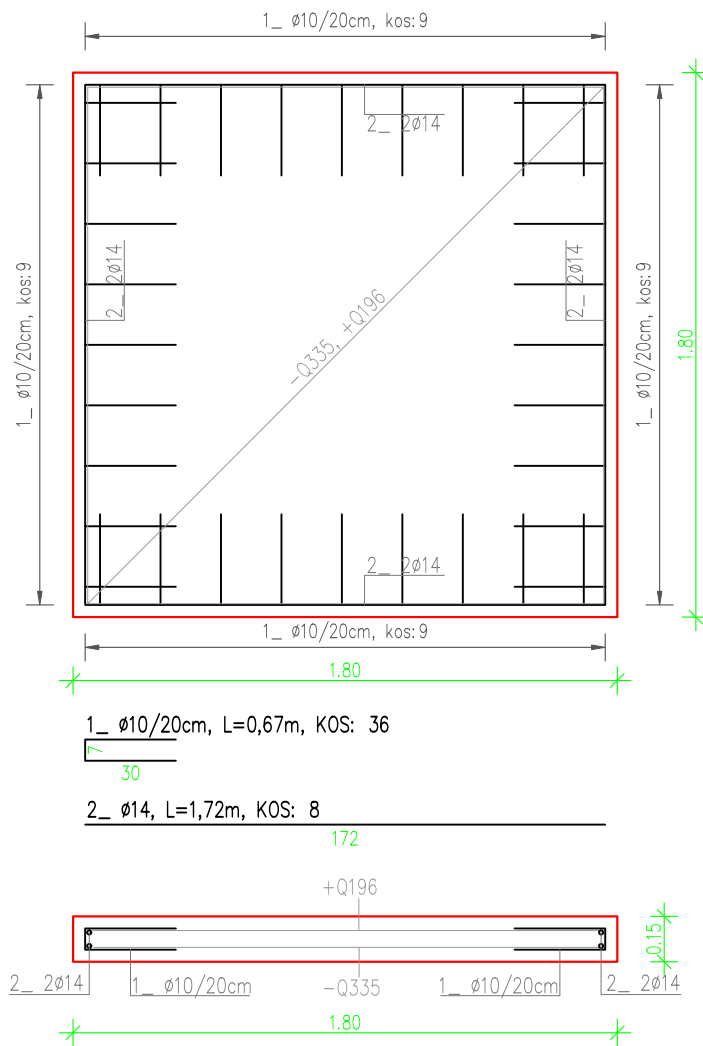 1_ ø10/20cm, kos:9
2_ 2ø14
1_ ø10/20cm, kos:9
2_ 2ø14
-Q335, +Q196
2_ 2ø14
1_ ø10/20cm, kos:9
1.80
2_ 2ø14
1_ ø10/20cm, kos:9
1.80
1_ ø10/20cm, L=0,67m, KOS: 36
7
30
2_ ø14, L=1,72m, KOS: 8
172
+Q196
0.15
2_ 2ø14
1_ ø10/20cm
-Q335
1_ ø10/20cm
2_ 2ø14
1.80